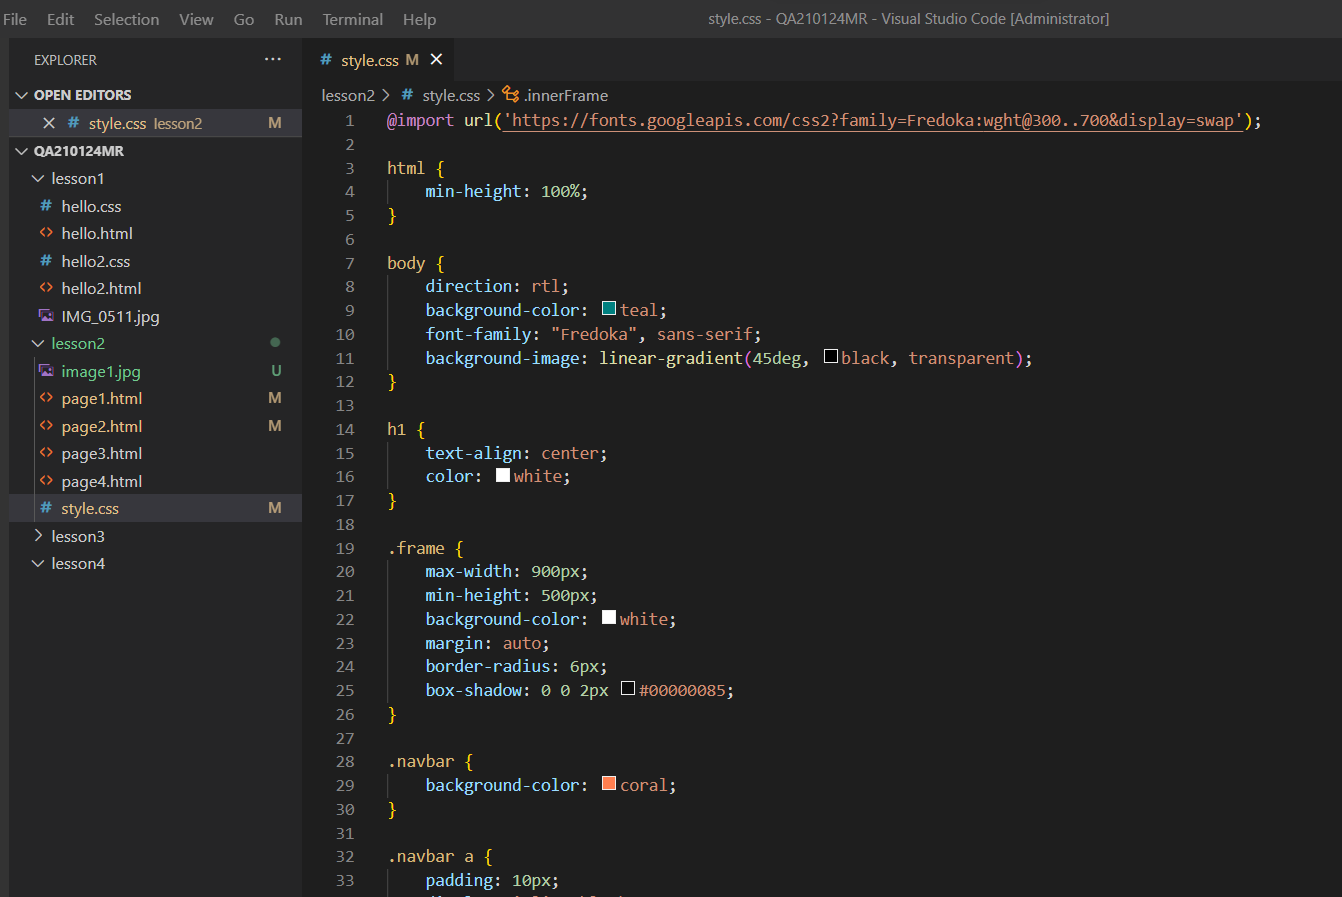 File Edit Selection View Go Run Terminal Help
style.css - QA210124MR - Visual Studio Code [Administrator]
EXPLORER
OPEN EDITORS
style.css lesson2 M
QA210124MR
lesson1
hello.css
hello.html
hello2.css
hello2.html
IMG_0511.jpg
lesson2
image1.jpg U
page1.html M
page2.html M
page3.html
page4.html
style.css M
lesson3
lesson4
style.css M
lesson2 > style.css > .innerFrame
1 @import url('https://fonts.googleapis.com/css2?family=Fredoka:wght@300..700&display=swap');
2
3 html {
4 min-height: 100%;
5 }
6
7 body {
8 direction: rtl;
9 background-color: teal;
10 font-family: "Fredoka", sans-serif;
11 background-image: linear-gradient(45deg, black, transparent);
12 }
13
14 h1 {
15 text-align: center;
16 color: white;
17 }
18
19 .frame {
20 max-width: 900px;
21 min-height: 500px;
22 background-color: white;
23 margin: auto;
24 border-radius: 6px;
25 box-shadow: 0 0 2px #00000085;
26 }
27
28 .navbar {
29 background-color: coral;
30 }
31
32 .navbar a {
33 padding: 10px;